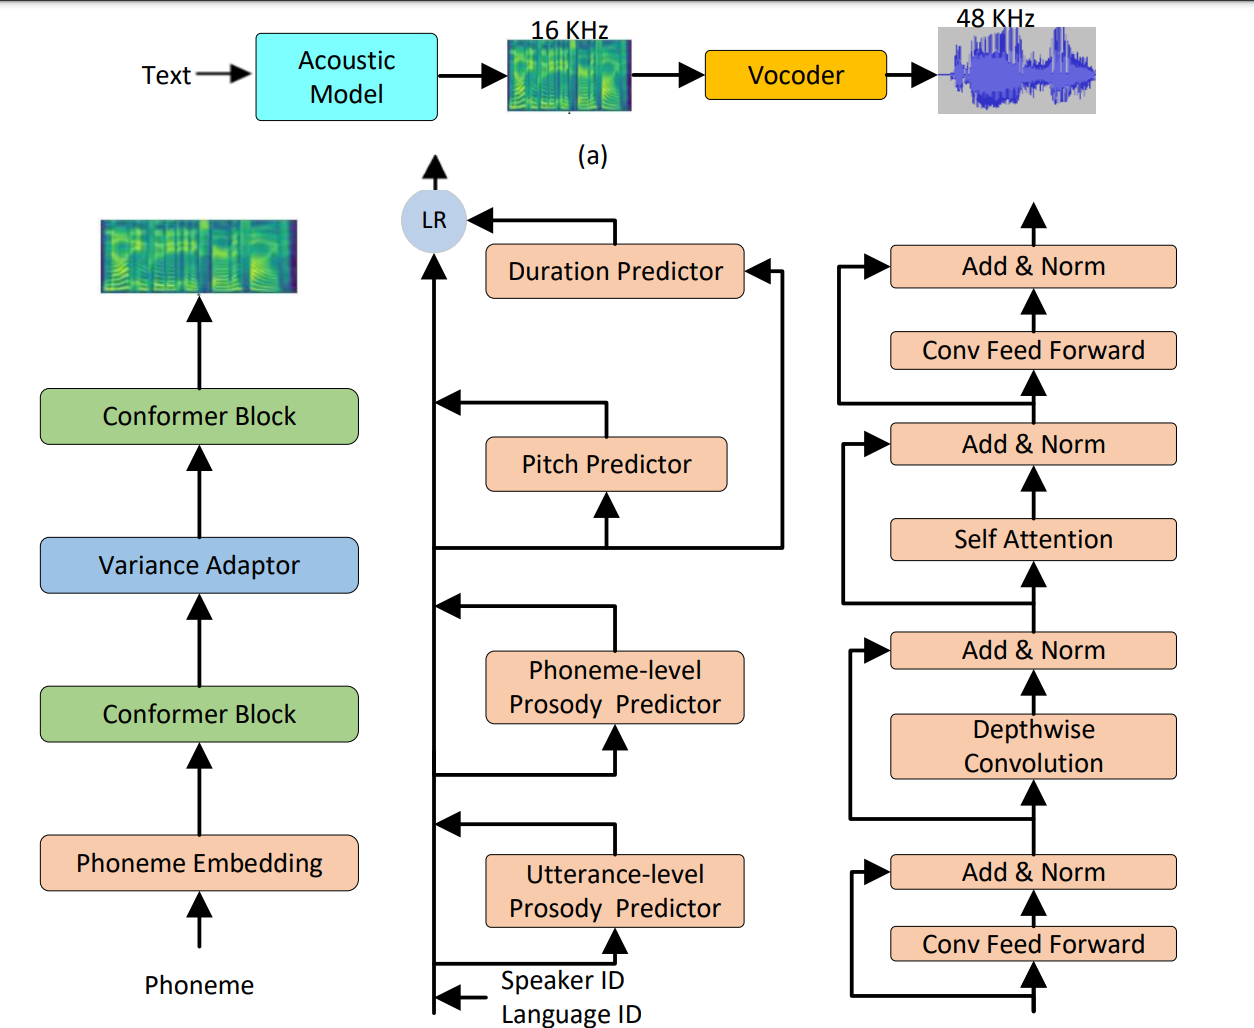 Text
Acoustic
Model
16 KHz
Vocoder
48 KHz
(a)
Conformer Block
Variance Adaptor
Conformer Block
Phoneme Embedding
Phoneme
LR
Duration Predictor
Pitch Predictor
Phoneme-level
Prosody Predictor
Utterance-level
Prosody Predictor
Speaker ID
Language ID
Add & Norm
Conv Feed Forward
Add & Norm
Self Attention
Add & Norm
Depthwise
Convolution
Add & Norm
Conv Feed Forward